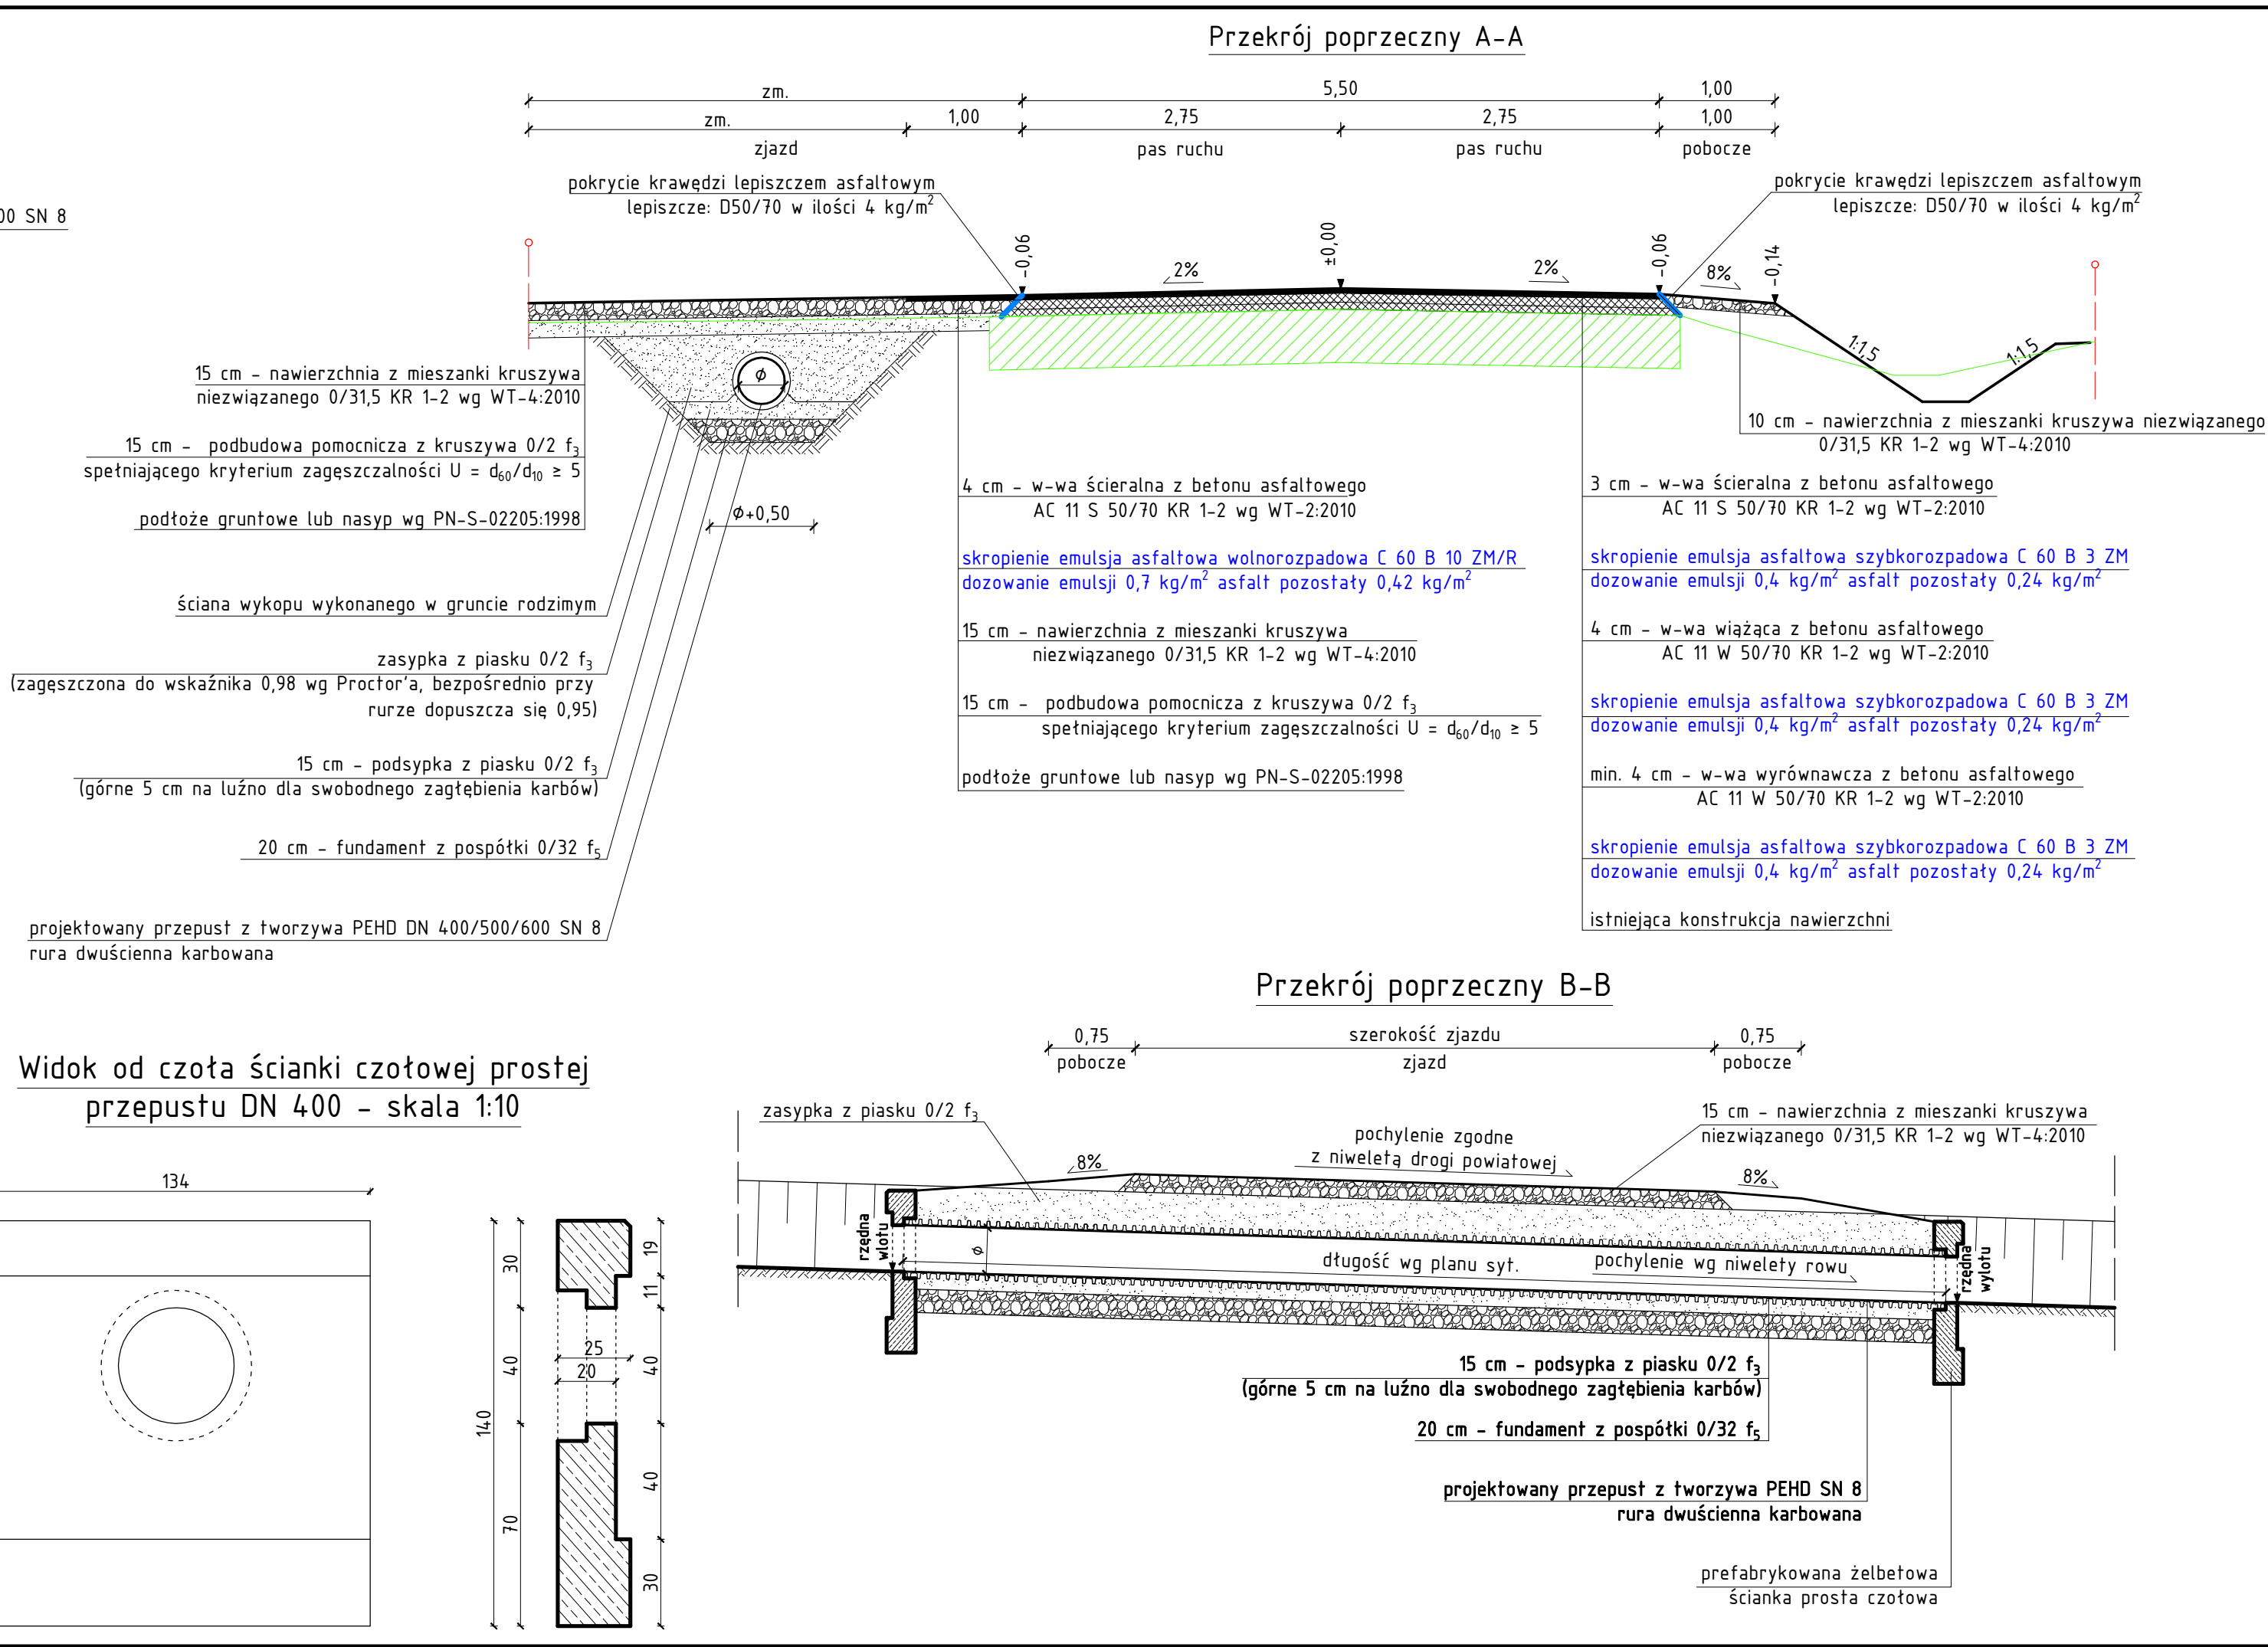 Przekrój poprzeczny A-A
zm. 5,50 1,00
zm. 1,00 2,75 2,75 1,00
zjazd pas ruchu pas ruchu pobocze
00 SN 8
pokrycie krawędzi lepiszczem asfaltowym
lepiszcze: D50/70 w ilości 4 kg/m²
pokrycie krawędzi lepiszczem asfaltowym
lepiszcze: D50/70 w ilości 4 kg/m²
-0,06 ±0,00 -0,06 -0,14
2% 2% 8%
1:1,5 1:1,5
ϕ
ϕ+0,50
15 cm - nawierzchnia z mieszanki kruszywa
niezwiązanego 0/31,5 KR 1-2 wg WT-4:2010
15 cm - podbudowa pomocnicza z kruszywa 0/2 f₃
spełniającego kryterium zagęszczalności U = d₆₀/d₁₀ ≥ 5
podłoże gruntowe lub nasyp wg PN-S-02205:1998
ściana wykopu wykonanego w gruncie rodzimym
zasypka z piasku 0/2 f₃
(zagęszczona do wskaźnika 0,98 wg Proctor'a, bezpośrednio przy
rurze dopuszcza się 0,95)
15 cm - podsypka z piasku 0/2 f₃
(górne 5 cm na luźno dla swobodnego zagłębienia karbów)
20 cm - fundament z pospółki 0/32 f₅
projektowany przepust z tworzywa PEHD DN 400/500/600 SN 8
rura dwuścienna karbowana
4 cm - w-wa ścieralna z betonu asfaltowego
AC 11 S 50/70 KR 1-2 wg WT-2:2010
skropienie emulsja asfaltowa wolnorozpadowa C 60 B 10 ZM/R
dozowanie emulsji 0,7 kg/m² asfalt pozostały 0,42 kg/m²
15 cm - nawierzchnia z mieszanki kruszywa
niezwiązanego 0/31,5 KR 1-2 wg WT-4:2010
15 cm - podbudowa pomocnicza z kruszywa 0/2 f₃
spełniającego kryterium zagęszczalności U = d₆₀/d₁₀ ≥ 5
podłoże gruntowe lub nasyp wg PN-S-02205:1998
10 cm - nawierzchnia z mieszanki kruszywa niezwiązanego
0/31,5 KR 1-2 wg WT-4:2010
3 cm - w-wa ścieralna z betonu asfaltowego
AC 11 S 50/70 KR 1-2 wg WT-2:2010
skropienie emulsja asfaltowa szybkorozpadowa C 60 B 3 ZM
dozowanie emulsji 0,4 kg/m² asfalt pozostały 0,24 kg/m²
4 cm - w-wa wiążąca z betonu asfaltowego
AC 11 W 50/70 KR 1-2 wg WT-2:2010
skropienie emulsja asfaltowa szybkorozpadowa C 60 B 3 ZM
dozowanie emulsji 0,4 kg/m² asfalt pozostały 0,24 kg/m²
min. 4 cm - w-wa wyrównawcza z betonu asfaltowego
AC 11 W 50/70 KR 1-2 wg WT-2:2010
skropienie emulsja asfaltowa szybkorozpadowa C 60 B 3 ZM
dozowanie emulsji 0,4 kg/m² asfalt pozostały 0,24 kg/m²
istniejąca konstrukcja nawierzchni
Widok od czoła ścianki czołowej prostej
przepustu DN 400 - skala 1:10
134
140
30
40
70
25
20
19
11
40
40
30
Przekrój poprzeczny B-B
0,75 szerokość zjazdu 0,75
pobocze zjazd pobocze
zasypka z piasku 0/2 f₃
15 cm - nawierzchnia z mieszanki kruszywa
niezwiązanego 0/31,5 KR 1-2 wg WT-4:2010
pochylenie zgodne
z niweletą drogi powiatowej
8% 8%
rzędna
wlotu
ϕ
długość wg planu syt.
pochylenie wg niwelety rowu
rzędna
wylotu
15 cm - podsypka z piasku 0/2 f₃
(górne 5 cm na luźno dla swobodnego zagłębienia karbów)
20 cm - fundament z pospółki 0/32 f₅
projektowany przepust z tworzywa PEHD SN 8
rura dwuścienna karbowana
prefabrykowana żelbetowa
ścianka prosta czołowa